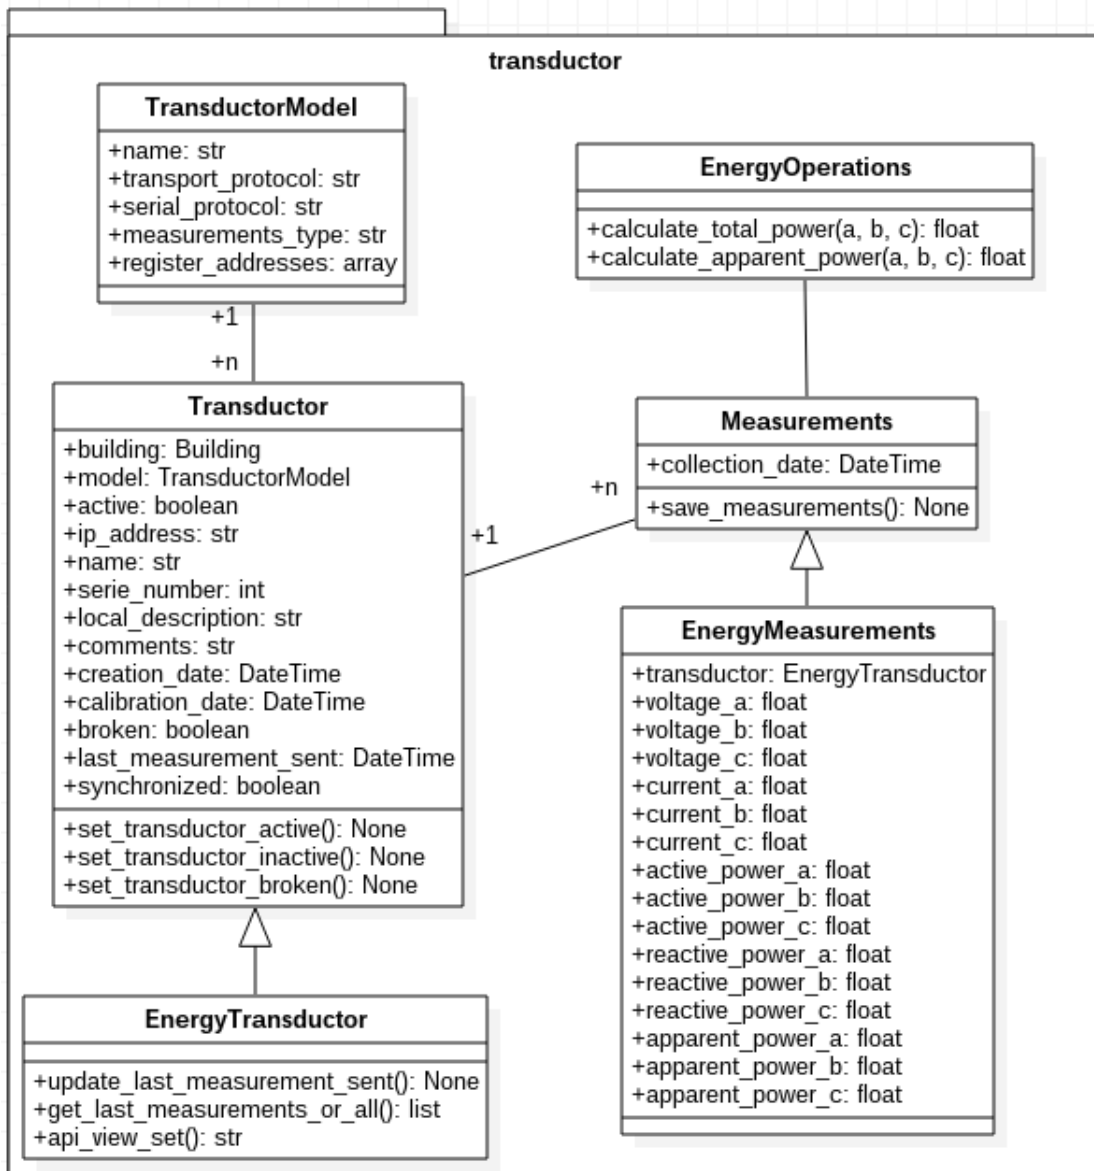 transductor
TransductorModel
+name: str
+transport_protocol: str
+serial_protocol: str
+measurements_type: str
+register_addresses: array
EnergyOperations
+calculate_total_power(a, b, c): float
+calculate_apparent_power(a, b, c): float
+1
+n
Transductor
+building: Building
+model: TransductorModel
+active: boolean
+ip_address: str
+name: str
+serie_number: int
+local_description: str
+comments: str
+creation_date: DateTime
+calibration_date: DateTime
+broken: boolean
+last_measurement_sent: DateTime
+synchronized: boolean
+set_transductor_active(): None
+set_transductor_inactive(): None
+set_transductor_broken(): None
+1
+n
Measurements
+collection_date: DateTime
+save_measurements(): None
EnergyMeasurements
+transductor: EnergyTransductor
+voltage_a: float
+voltage_b: float
+voltage_c: float
+current_a: float
+current_b: float
+current_c: float
+active_power_a: float
+active_power_b: float
+active_power_c: float
+reactive_power_a: float
+reactive_power_b: float
+reactive_power_c: float
+apparent_power_a: float
+apparent_power_b: float
+apparent_power_c: float
EnergyTransductor
+update_last_measurement_sent(): None
+get_last_measurements_or_all(): list
+api_view_set(): str